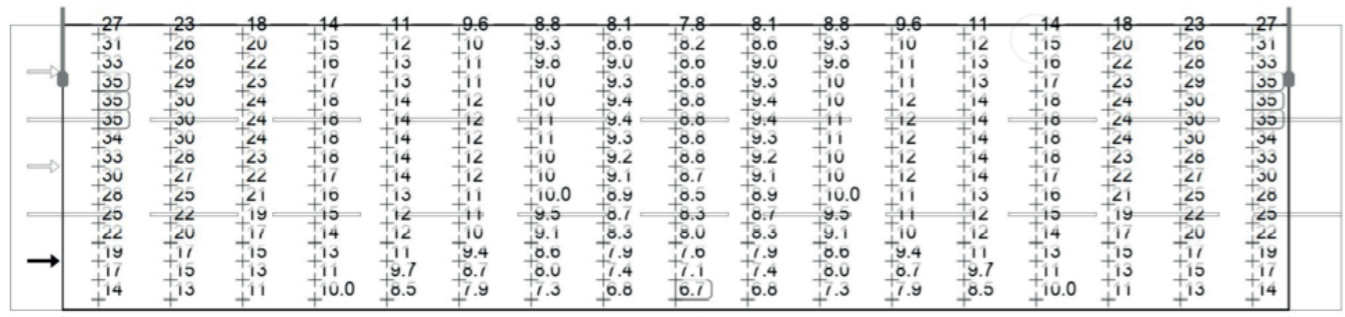 27 23 18 14 11 9.6 8.8 8.1 7.8 8.1 8.8 9.6 11 14 18 23 27
31 26 20 15 12 10 9.3 8.6 8.2 8.6 9.3 10 12 15 20 26 31
33 28 22 16 13 11 9.8 9.0 8.6 9.0 9.8 11 13 16 22 28 33
35 29 23 17 13 11 10 9.3 8.8 9.3 10 11 13 17 23 29 35
35 30 24 18 14 12 10 9.4 8.8 9.4 10 12 14 18 24 30 35
35 30 24 18 14 12 11 9.4 8.8 9.4 11 12 14 18 24 30 35
34 30 24 18 14 12 11 9.3 8.8 9.3 11 12 14 18 24 30 34
33 28 23 18 14 12 10 9.2 8.8 9.2 10 12 14 18 23 28 33
30 27 22 17 14 12 10 9.1 8.7 9.1 10 12 14 17 22 27 30
28 25 21 16 13 11 10.0 8.9 8.5 8.9 10.0 11 13 16 21 25 28
25 22 19 15 12 11 9.5 8.7 8.3 8.7 9.5 11 12 15 19 22 25
22 20 17 14 12 10 9.1 8.3 8.0 8.3 9.1 10 12 14 17 20 22
19 17 15 13 11 9.4 8.6 7.9 7.6 7.9 8.6 9.4 11 13 15 17 19
17 15 13 11 9.7 8.7 8.0 7.4 7.1 7.4 8.0 8.7 9.7 11 13 15 17
14 13 11 10.0 8.5 7.9 7.3 6.8 6.7 6.8 7.3 7.9 8.5 10.0 11 13 14